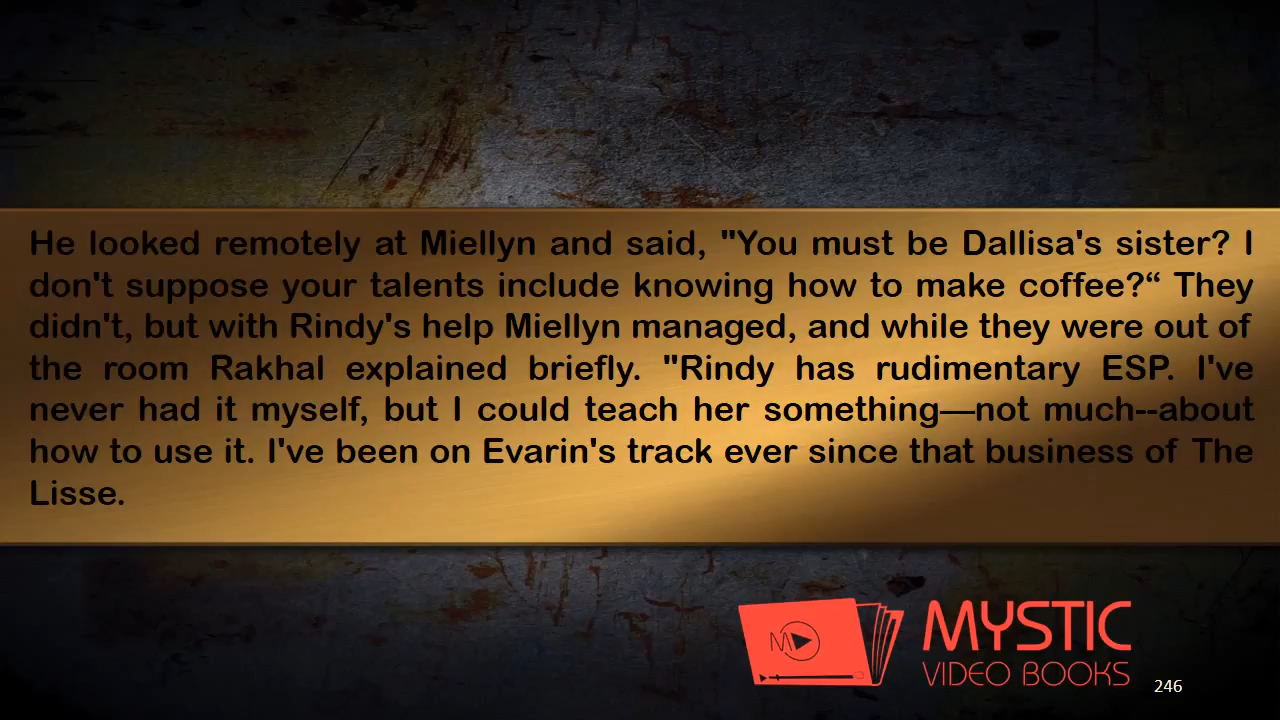 He looked remotely at Miellyn and said, "You must be Dallisa's sister? I
don't suppose your talents include knowing how to make coffee?“ They
didn't, but with Rindy's help Miellyn managed, and while they were out of
the room Rakhal explained briefly. "Rindy has rudimentary ESP. I've
never had it myself, but I could teach her something—not much--about
how to use it. I've been on Evarin's track ever since that business of The
Lisse.
M
MYSTIC
VIDEO BOOKS
246